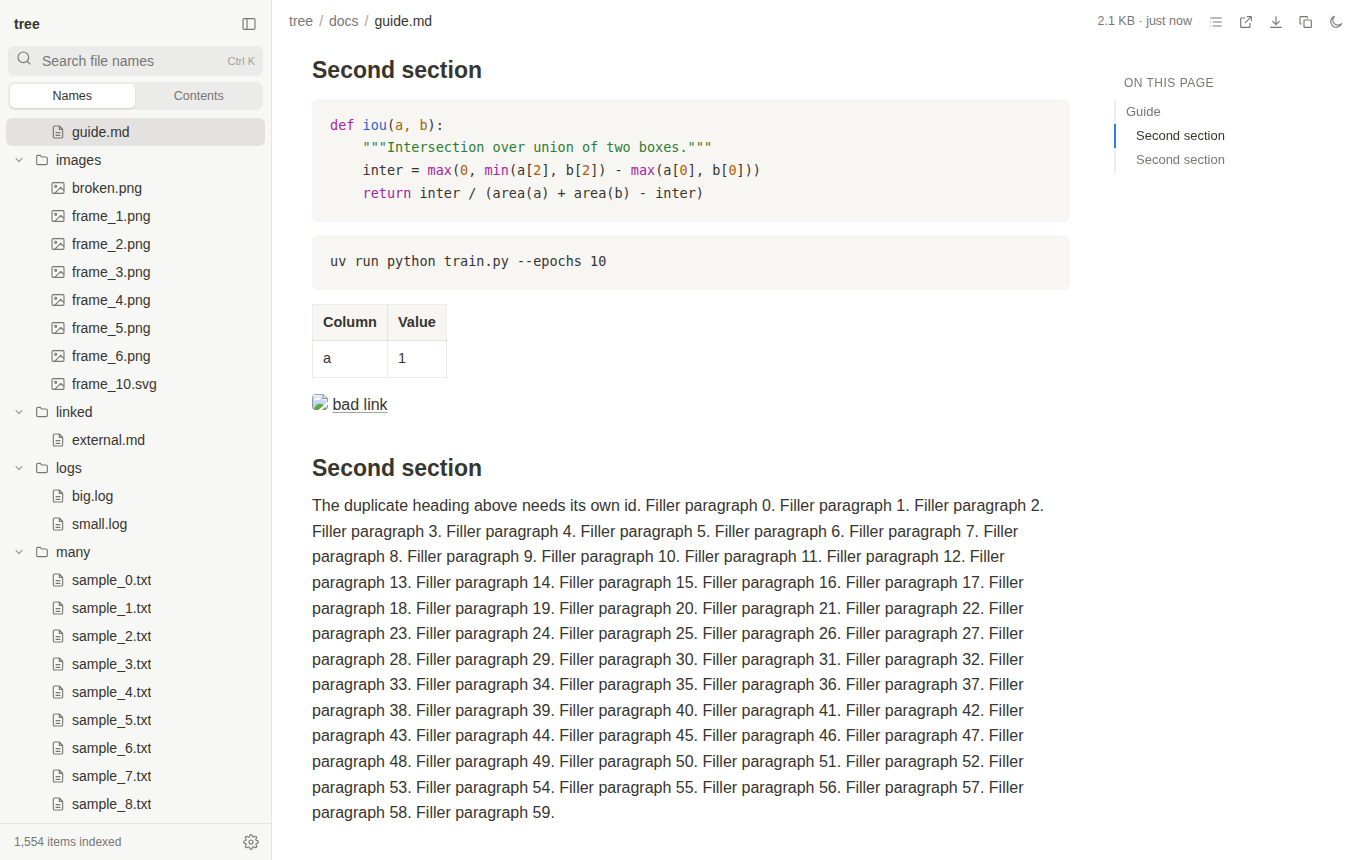 tree
Search file names
Ctrl K
Names
Contents
guide.md
images
broken.png
frame_1.png
frame_2.png
frame_3.png
frame_4.png
frame_5.png
frame_6.png
frame_10.svg
linked
external.md
logs
big.log
small.log
many
sample_0.txt
sample_1.txt
sample_2.txt
sample_3.txt
sample_4.txt
sample_5.txt
sample_6.txt
sample_7.txt
sample_8.txt
1,554 items indexed
tree / docs / guide.md
2.1 KB · just now
Second section
def iou(a, b):
    """Intersection over union of two boxes."""
    inter = max(0, min(a[2], b[2]) - max(a[0], b[0]))
    return inter / (area(a) + area(b) - inter)
uv run python train.py --epochs 10
Column Value
a 1
bad link
Second section
The duplicate heading above needs its own id. Filler paragraph 0. Filler paragraph 1. Filler paragraph 2.
Filler paragraph 3. Filler paragraph 4. Filler paragraph 5. Filler paragraph 6. Filler paragraph 7. Filler
paragraph 8. Filler paragraph 9. Filler paragraph 10. Filler paragraph 11. Filler paragraph 12. Filler
paragraph 13. Filler paragraph 14. Filler paragraph 15. Filler paragraph 16. Filler paragraph 17. Filler
paragraph 18. Filler paragraph 19. Filler paragraph 20. Filler paragraph 21. Filler paragraph 22. Filler
paragraph 23. Filler paragraph 24. Filler paragraph 25. Filler paragraph 26. Filler paragraph 27. Filler
paragraph 28. Filler paragraph 29. Filler paragraph 30. Filler paragraph 31. Filler paragraph 32. Filler
paragraph 33. Filler paragraph 34. Filler paragraph 35. Filler paragraph 36. Filler paragraph 37. Filler
paragraph 38. Filler paragraph 39. Filler paragraph 40. Filler paragraph 41. Filler paragraph 42. Filler
paragraph 43. Filler paragraph 44. Filler paragraph 45. Filler paragraph 46. Filler paragraph 47. Filler
paragraph 48. Filler paragraph 49. Filler paragraph 50. Filler paragraph 51. Filler paragraph 52. Filler
paragraph 53. Filler paragraph 54. Filler paragraph 55. Filler paragraph 56. Filler paragraph 57. Filler
paragraph 58. Filler paragraph 59.
ON THIS PAGE
Guide
Second section
Second section